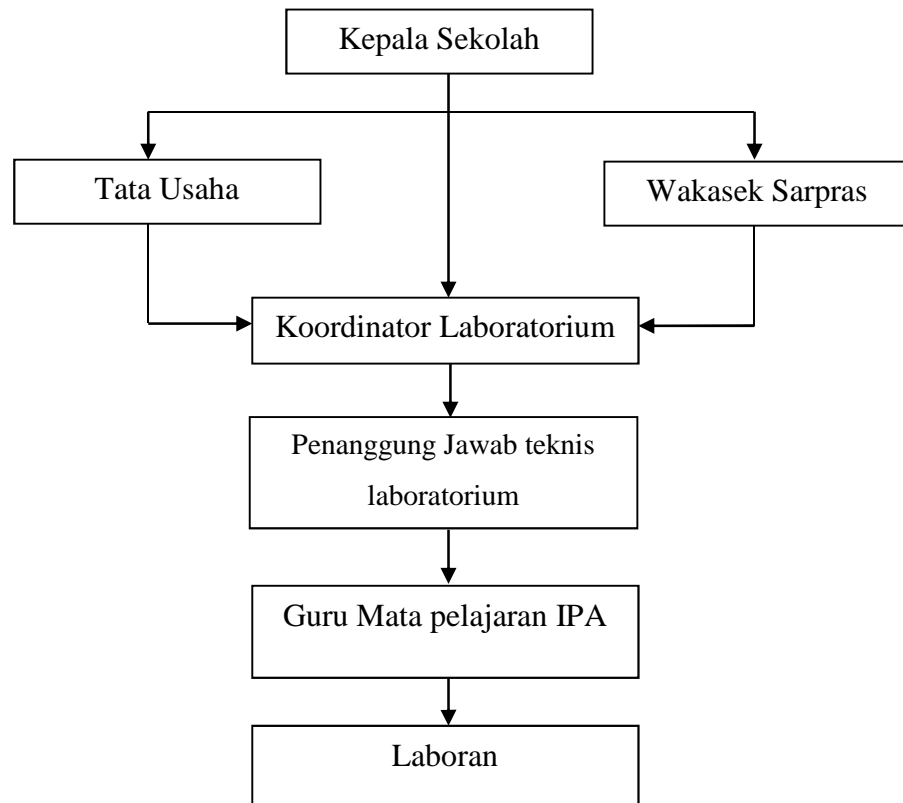 Kepala Sekolah
Tata Usaha
Wakasek Sarpras
Koordinator Laboratorium
Penanggung Jawab teknis
laboratorium
Guru Mata pelajaran IPA
Laboran